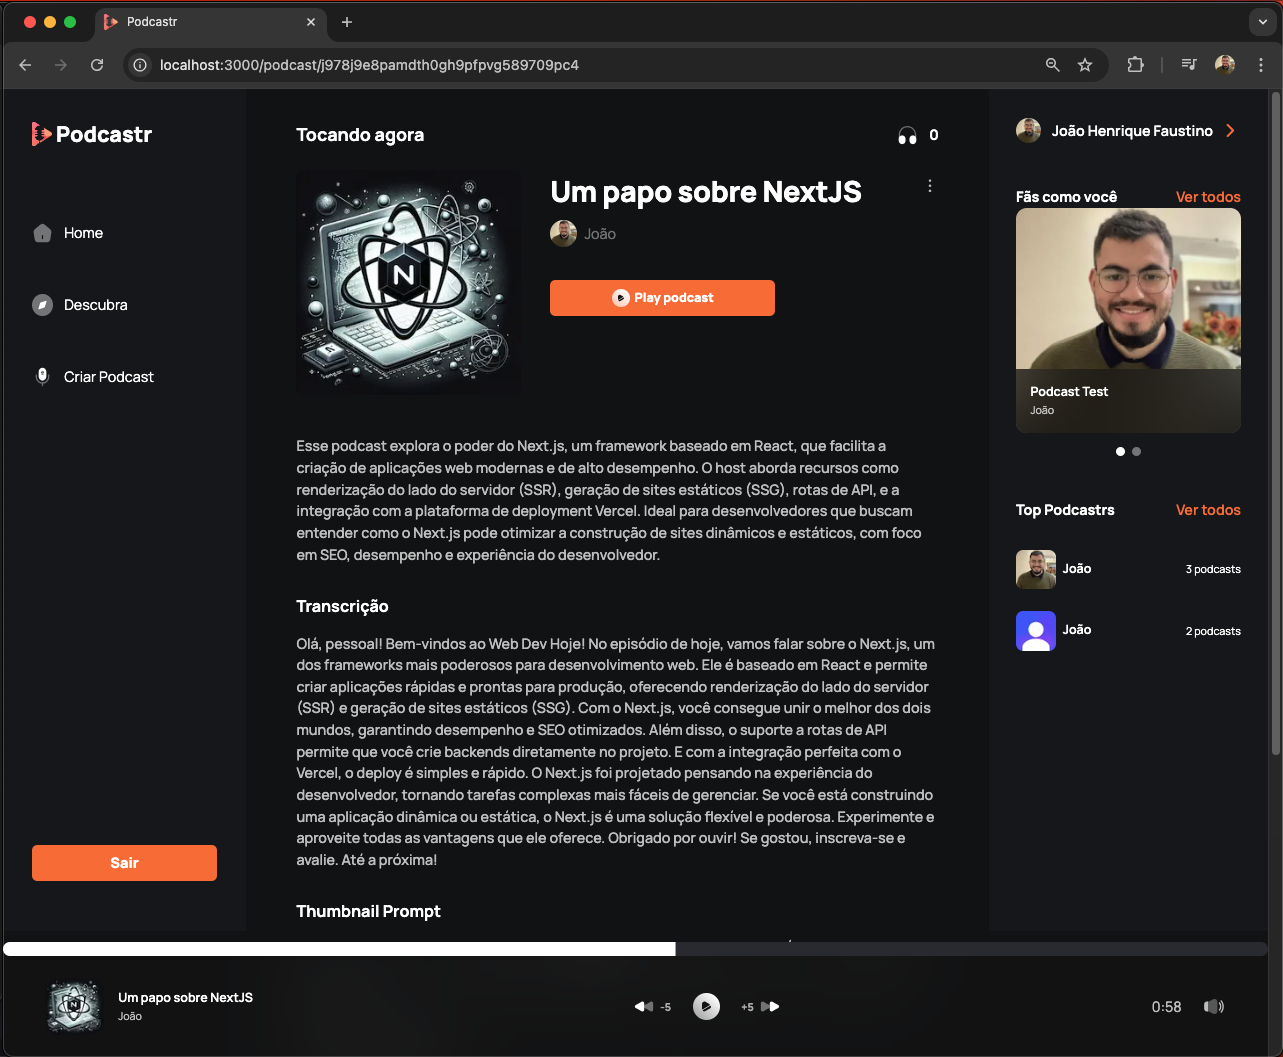 Podcastr
localhost:3000/podcast/j978j9e8pamdth0gh9pfpvg589709pc4
Podcastr
Home
Descubra
Criar Podcast
Sair
Tocando agora
0
Um papo sobre NextJS
João
Play podcast
N
Esse podcast explora o poder do Next.js, um framework baseado em React, que facilita a
criação de aplicações web modernas e de alto desempenho. O host aborda recursos como
renderização do lado do servidor (SSR), geração de sites estáticos (SSG), rotas de API, e a
integração com a plataforma de deployment Vercel. Ideal para desenvolvedores que buscam
entender como o Next.js pode otimizar a construção de sites dinâmicos e estáticos, com foco
em SEO, desempenho e experiência do desenvolvedor.
Transcrição
Olá, pessoal! Bem-vindos ao Web Dev Hoje! No episódio de hoje, vamos falar sobre o Next.js, um
dos frameworks mais poderosos para desenvolvimento web. Ele é baseado em React e permite
criar aplicações rápidas e prontas para produção, oferecendo renderização do lado do servidor
(SSR) e geração de sites estáticos (SSG). Com o Next.js, você consegue unir o melhor dos dois
mundos, garantindo desempenho e SEO otimizados. Além disso, o suporte a rotas de API
permite que você crie backends diretamente no projeto. E com a integração perfeita com o
Vercel, o deploy é simples e rápido. O Next.js foi projetado pensando na experiência do
desenvolvedor, tornando tarefas complexas mais fáceis de gerenciar. Se você está construindo
uma aplicação dinâmica ou estática, o Next.js é uma solução flexível e poderosa. Experimente e
aproveite todas as vantagens que ele oferece. Obrigado por ouvir! Se gostou, inscreva-se e
avalie. Até a próxima!
Thumbnail Prompt
João Henrique Faustino
Fãs como você
Ver todos
Podcast Test
João
Top Podcastrs
Ver todos
João
3 podcasts
João
2 podcasts
N
Um papo sobre NextJS
João
-5
+5
0:58